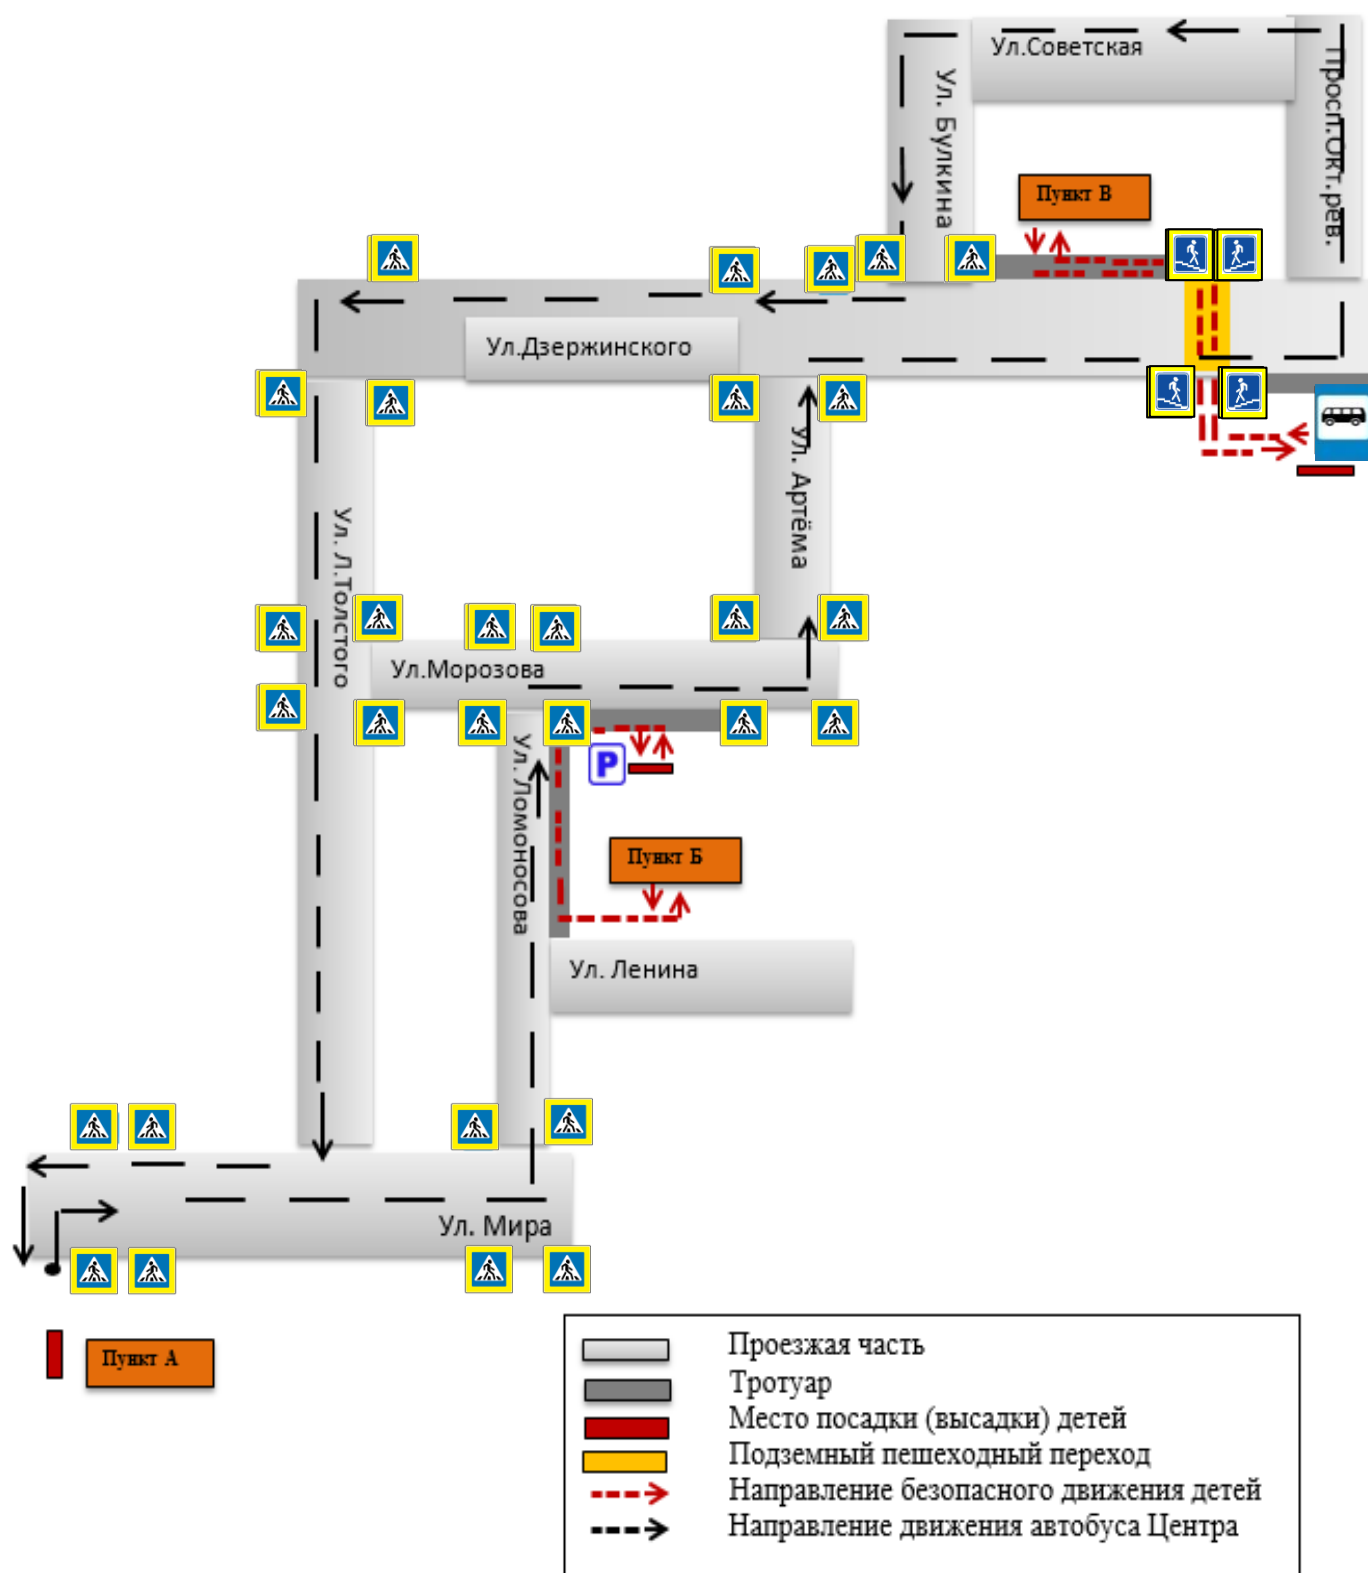 Ул.Советская
Просп.Окт.рев.
Ул. Булкина
Пункт В
Ул.Дзержинского
Ул. Артёма
Ул. Л.Толстого
Ул.Морозова
P
Ул. Ломоносова
Пункт Б
Ул. Ленина
Ул. Мира
Пункт А
Проезжая часть
Тротуар
Место посадки (высадки) детей
Подземный пешеходный переход
Направление безопасного движения детей
Направление движения автобуса Центра